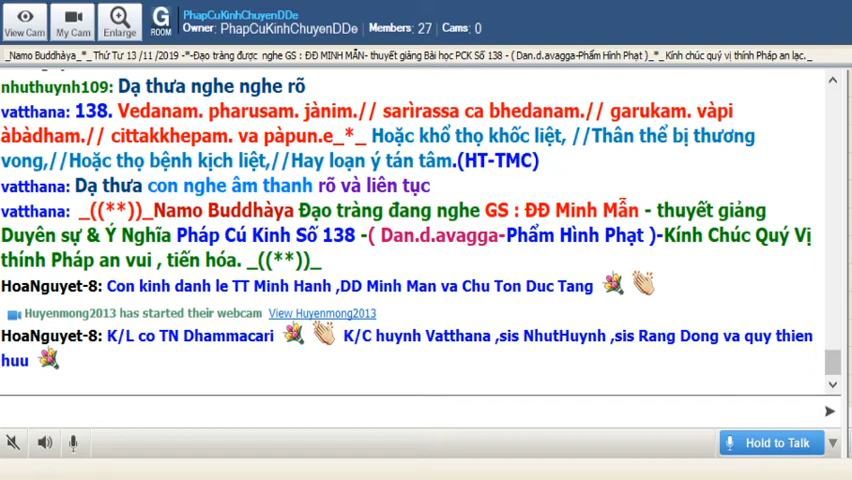 PhapCuKinhChuyenDDe
Owner: PhapCuKinhChuyenDDe Members: 27 Cams: 0
View Cam My Cam Enlarge G ROOM
_Namo Buddhàya_*_ Thứ Tư 13 /11 /2019 -*-Đạo tràng được nghe GS : ĐĐ MINH MẪN- thuyết giảng Bài học PCK Số 138 - ( Dan.d.avagga-Phẩm Hình Phạt )_*_ Kính chúc quý vị thính Pháp an lạc._
nhuthuynh109: Dạ thưa nghe nghe rõ
vatthana: 138. Vedanam. pharusam. jànim.// sarìrassa ca bhedanam.// garukam. vàpi
àbàdham.// cittakkhepam. va pàpun.e_*_ Hoặc khổ thọ khốc liệt, //Thân thể bị thương
vong,//Hoặc thọ bệnh kịch liệt,//Hay loạn ý tán tâm.(HT-TMC)
vatthana: Dạ thưa con nghe âm thanh rõ và liên tục
vatthana: _((**))_Namo Buddhàya Đạo tràng đang nghe GS : ĐĐ Minh Mẫn - thuyết giảng
Duyên sự & Ý Nghĩa Pháp Cú Kinh Số 138 -( Dan.d.avagga-Phẩm Hình Phạt )-Kính Chúc Quý Vị
thính Pháp an vui , tiến hóa. _((**))_
HoaNguyet-8: Con kinh danh le TT Minh Hanh ,DD Minh Man va Chu Ton Duc Tang
Huyenmong2013 has started their webcam View Huyenmong2013
HoaNguyet-8: K/L co TN Dhammacari K/C huynh Vatthana ,sis NhutHuynh ,sis Rang Dong va quy thien
huu
Hold to Talk